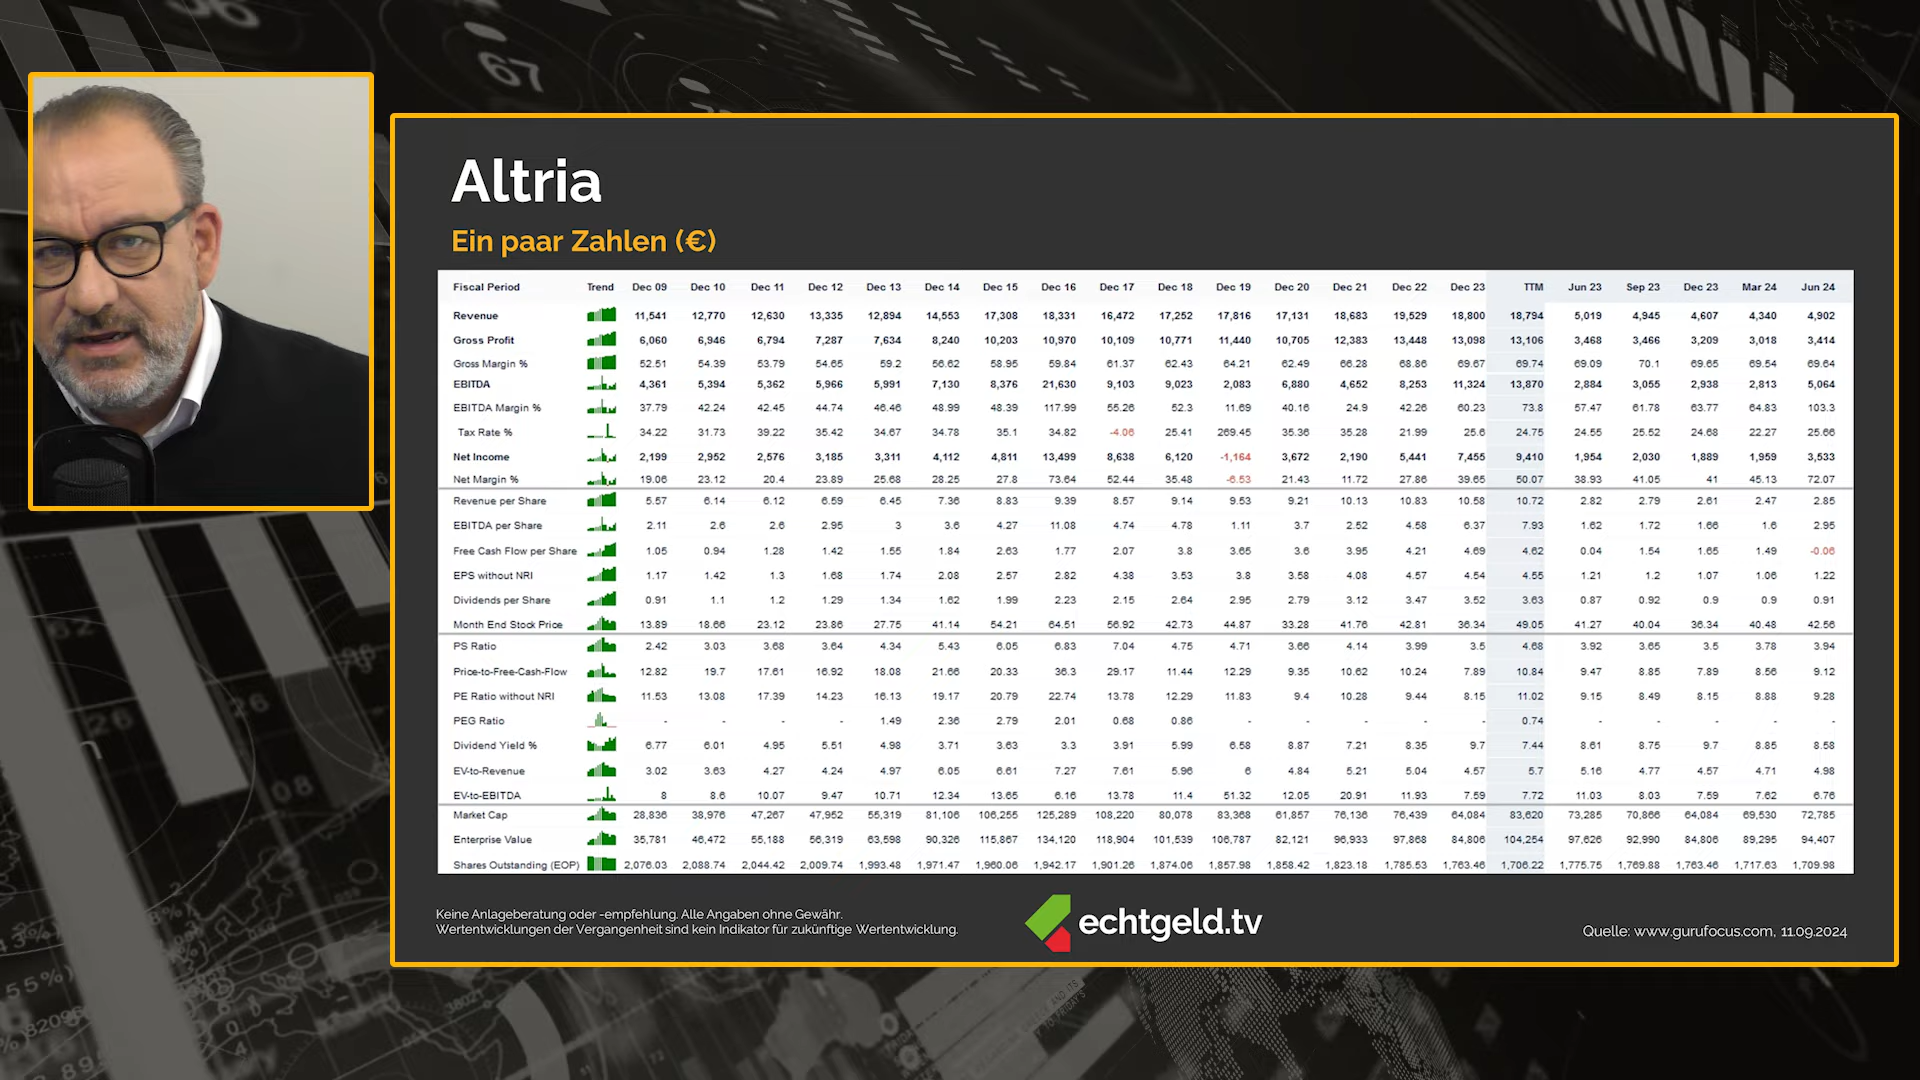 Altria
Ein paar Zahlen (€)
Fiscal Period Trend Dec 09 Dec 10 Dec 11 Dec 12 Dec 13 Dec 14 Dec 15 Dec 16 Dec 17 Dec 18 Dec 19 Dec 20 Dec 21 Dec 22 Dec 23 TTM Jun 23 Sep 23 Dec 23 Mar 24 Jun 24
Revenue 11,541 12,770 12,630 13,335 12,894 14,553 17,308 18,331 16,472 17,252 17,816 17,131 18,683 19,529 18,800 18,794 5,019 4,945 4,607 4,340 4,902
Gross Profit 6,060 6,946 6,794 7,287 7,634 8,240 10,203 10,970 10,109 10,771 11,440 10,705 12,383 13,448 13,098 13,106 3,468 3,466 3,209 3,018 3,414
Gross Margin % 52.51 54.39 53.79 54.65 59.2 56.62 58.95 59.84 61.37 62.43 64.21 62.49 66.28 68.86 69.67 69.74 69.09 70.1 69.65 69.54 69.64
EBITDA 4,361 5,394 5,362 5,966 5,991 7,130 8,376 21,630 9,103 9,023 2,083 6,880 4,652 8,253 11,324 13,870 2,884 3,055 2,938 2,813 5,064
EBITDA Margin % 37.79 42.24 42.45 44.74 46.46 48.99 48.39 117.99 55.26 52.3 11.69 40.16 24.9 42.26 60.23 73.8 57.47 61.78 63.77 64.83 103.3
Tax Rate % 34.22 31.73 39.22 35.42 34.67 34.78 35.1 34.82 -4.06 25.41 269.45 35.36 35.28 21.99 25.6 24.75 24.55 25.52 24.68 22.27 25.66
Net Income 2,199 2,952 2,576 3,185 3,311 4,112 4,811 13,499 8,638 6,120 -1,164 3,672 2,190 5,441 7,455 9,410 1,954 2,030 1,889 1,959 3,533
Net Margin % 19.06 23.12 20.4 23.89 25.68 28.25 27.8 73.64 52.44 35.48 -6.53 21.43 11.72 27.86 39.65 50.07 38.93 41.05 41 45.13 72.07
Revenue per Share 5.57 6.14 6.12 6.59 6.45 7.36 8.83 9.39 8.57 9.14 9.53 9.21 10.13 10.83 10.58 10.72 2.82 2.79 2.61 2.47 2.85
EBITDA per Share 2.11 2.6 2.6 2.95 3 3.6 4.27 11.08 4.74 4.78 1.11 3.7 2.52 4.58 6.37 7.93 1.62 1.72 1.66 1.6 2.95
Free Cash Flow per Share 1.05 0.94 1.28 1.42 1.55 1.84 2.63 1.77 2.07 3.8 3.65 3.6 3.95 4.21 4.69 4.62 0.04 1.54 1.65 1.49 -0.06
EPS without NRI 1.17 1.42 1.3 1.68 1.74 2.08 2.57 2.82 4.38 3.53 3.8 3.58 4.08 4.57 4.54 4.55 1.21 1.2 1.07 1.06 1.22
Dividends per Share 0.91 1.1 1.2 1.29 1.34 1.62 1.99 2.23 2.15 2.64 2.95 2.79 3.12 3.47 3.52 3.63 0.87 0.92 0.9 0.9 0.91
Month End Stock Price 13.89 18.66 23.12 23.86 27.75 41.14 54.21 64.51 56.92 42.73 44.87 33.28 41.76 42.81 36.34 49.05 41.27 40.04 36.34 40.48 42.56
PS Ratio 2.42 3.03 3.68 3.64 4.34 5.43 6.05 6.83 7.04 4.75 4.71 3.66 4.14 3.99 3.5 4.68 3.92 3.65 3.5 3.78 3.94
Price-to-Free-Cash-Flow 12.82 19.7 17.61 16.92 18.08 21.66 20.33 36.3 29.17 11.44 12.29 9.35 10.62 10.24 7.89 10.84 9.47 8.85 7.89 8.56 9.12
PE Ratio without NRI 11.53 13.08 17.39 14.23 16.13 19.17 20.79 22.74 13.78 12.29 11.83 9.4 10.28 9.44 8.15 11.02 9.15 8.49 8.15 8.88 9.28
PEG Ratio - - - - 1.49 2.36 2.79 2.01 0.68 0.86 - - - - - 0.74 - - - - -
Dividend Yield % 6.77 6.01 4.95 5.51 4.98 3.71 3.63 3.3 3.91 5.99 6.58 8.87 7.21 8.35 9.7 7.44 8.61 8.75 9.7 8.85 8.58
EV-to-Revenue 3.02 3.63 4.27 4.24 4.97 6.05 6.61 7.27 7.61 5.96 6 4.84 5.21 5.04 4.57 5.7 5.16 4.77 4.57 4.71 4.98
EV-to-EBITDA 8 8.6 10.07 9.47 10.71 12.34 13.65 6.16 13.78 11.4 51.32 12.05 20.91 11.93 7.59 7.72 11.03 8.03 7.59 7.62 6.76
Market Cap 28,836 38,976 47,267 47,952 55,319 81,106 106,255 125,289 108,220 80,078 83,368 61,857 76,136 76,439 64,084 83,620 73,285 70,866 64,084 69,530 72,785
Enterprise Value 35,781 46,472 55,188 56,319 63,598 90,326 115,867 134,120 118,904 101,539 106,787 82,121 96,933 97,868 84,806 104,254 97,626 92,990 84,806 89,295 94,407
Shares Outstanding (EOP) 2,076.03 2,088.74 2,044.42 2,009.74 1,993.48 1,971.47 1,960.06 1,942.17 1,901.26 1,874.06 1,857.98 1,858.42 1,823.18 1,785.53 1,763.46 1,706.22 1,775.75 1,769.88 1,763.46 1,717.63 1,709.98
Keine Anlageberatung oder -empfehlung. Alle Angaben ohne Gewähr.
Wertentwicklungen der Vergangenheit sind kein Indikator für zukünftige Wertentwicklung.
echtgeld.tv
Quelle: www.gurufocus.com, 11.09.2024